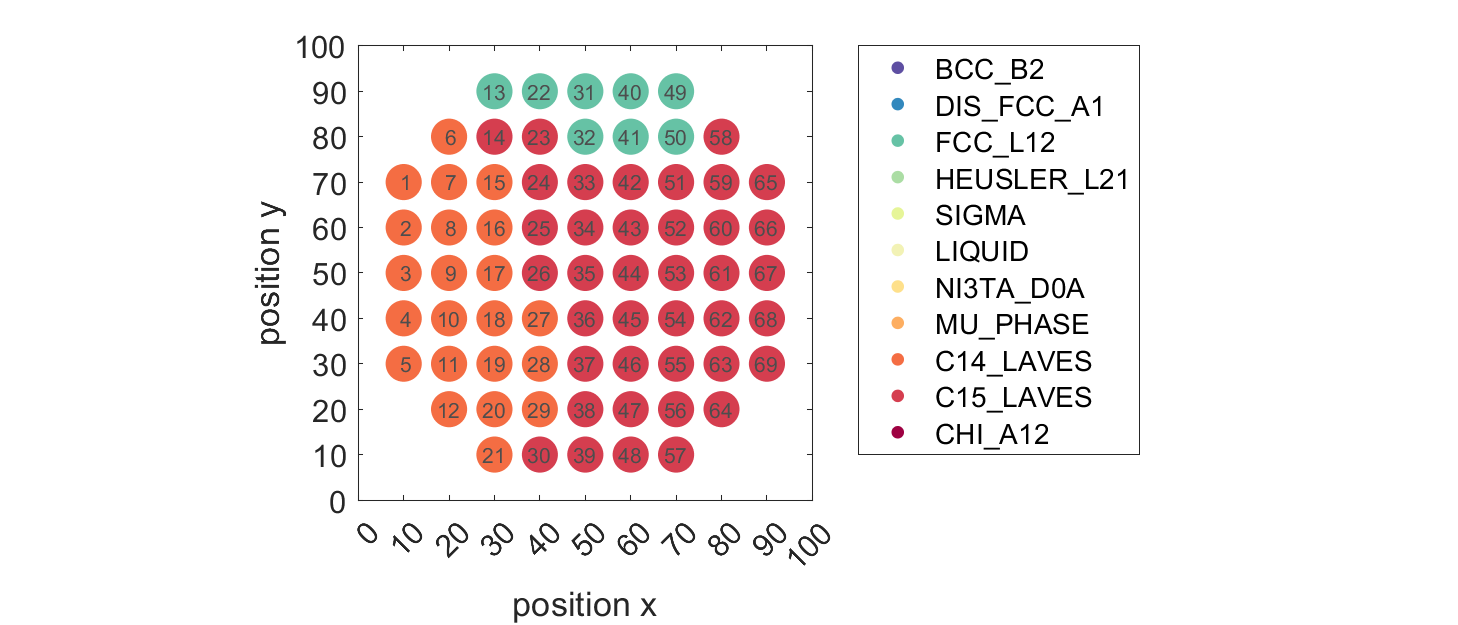 100
90 13 22 31 40 49
80 6 14 23 32 41 50 58
70 1 7 15 24 33 42 51 59 65
60 2 8 16 25 34 43 52 60 66
50 3 9 17 26 35 44 53 61 67
40 4 10 18 27 36 45 54 62 68
30 5 11 19 28 37 46 55 63 69
20 12 20 29 38 47 56 64
10 21 30 39 48 57
0
position y
0 10 20 30 40 50 60 70 80 90 100
position x
BCC_B2
DIS_FCC_A1
FCC_L12
HEUSLER_L21
SIGMA
LIQUID
NI3TA_D0A
MU_PHASE
C14_LAVES
C15_LAVES
CHI_A12